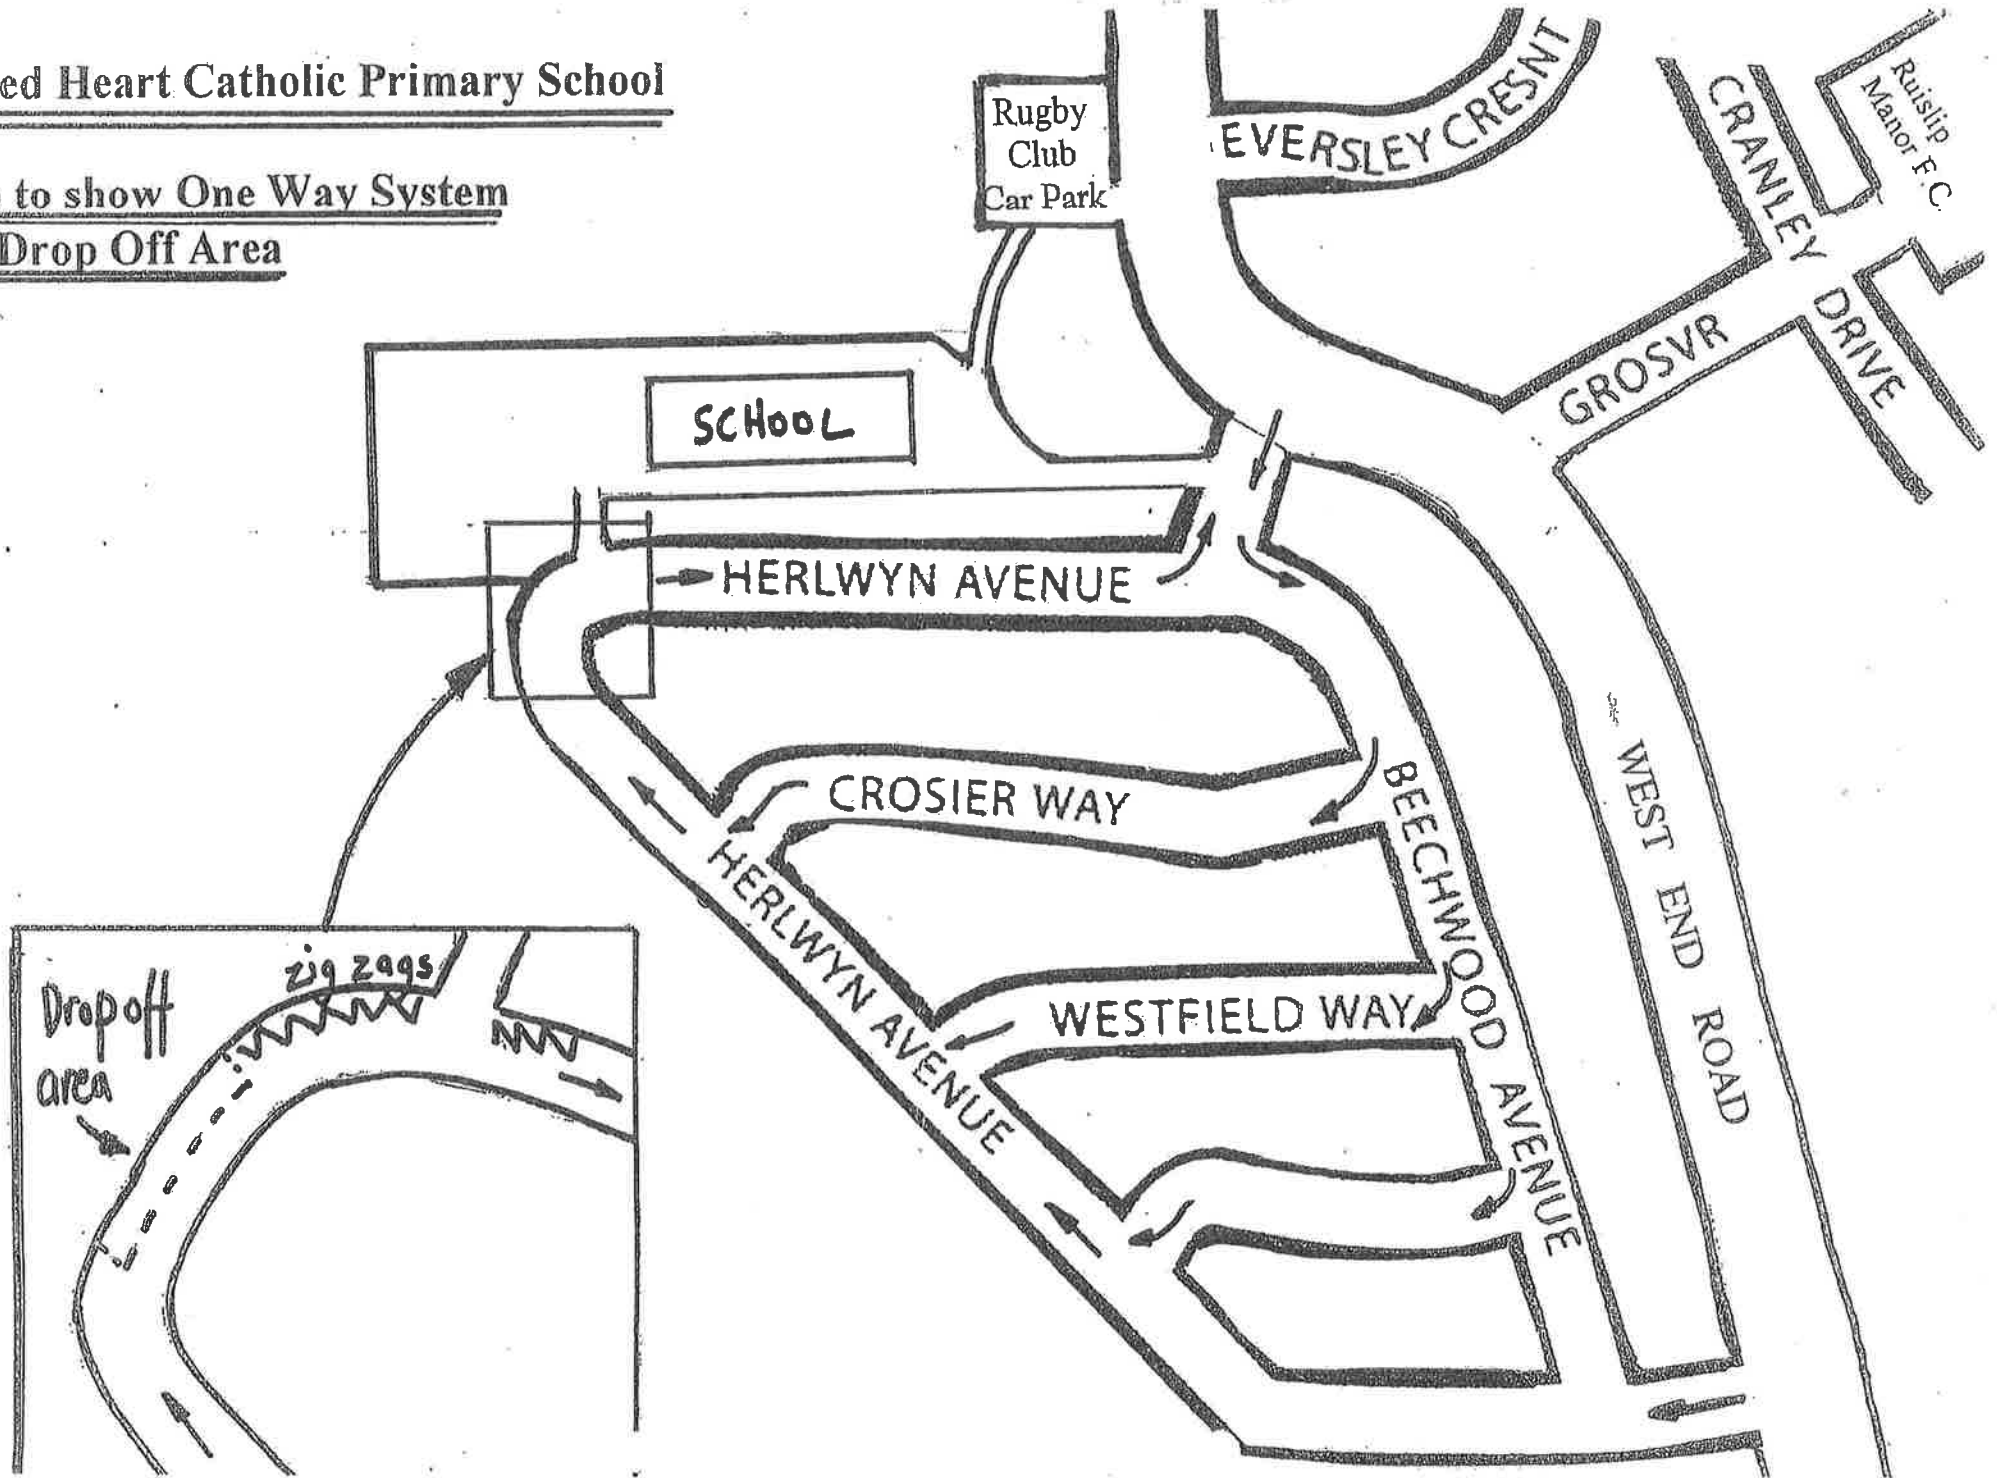 ed Heart Catholic Primary School
to show One Way System
Drop Off Area
Rugby
Club
Car Park
EVERSLEY CRESNT
CRANLEY DRIVE
Ruislip
Manor F.C.
GROSVR
SCHOOL
HERLWYN AVENUE
CROSIER WAY
BEECHWOOD AVENUE
WEST END ROAD
HERLWYN AVENUE
WESTFIELD WAY
zig zags
Drop off
area